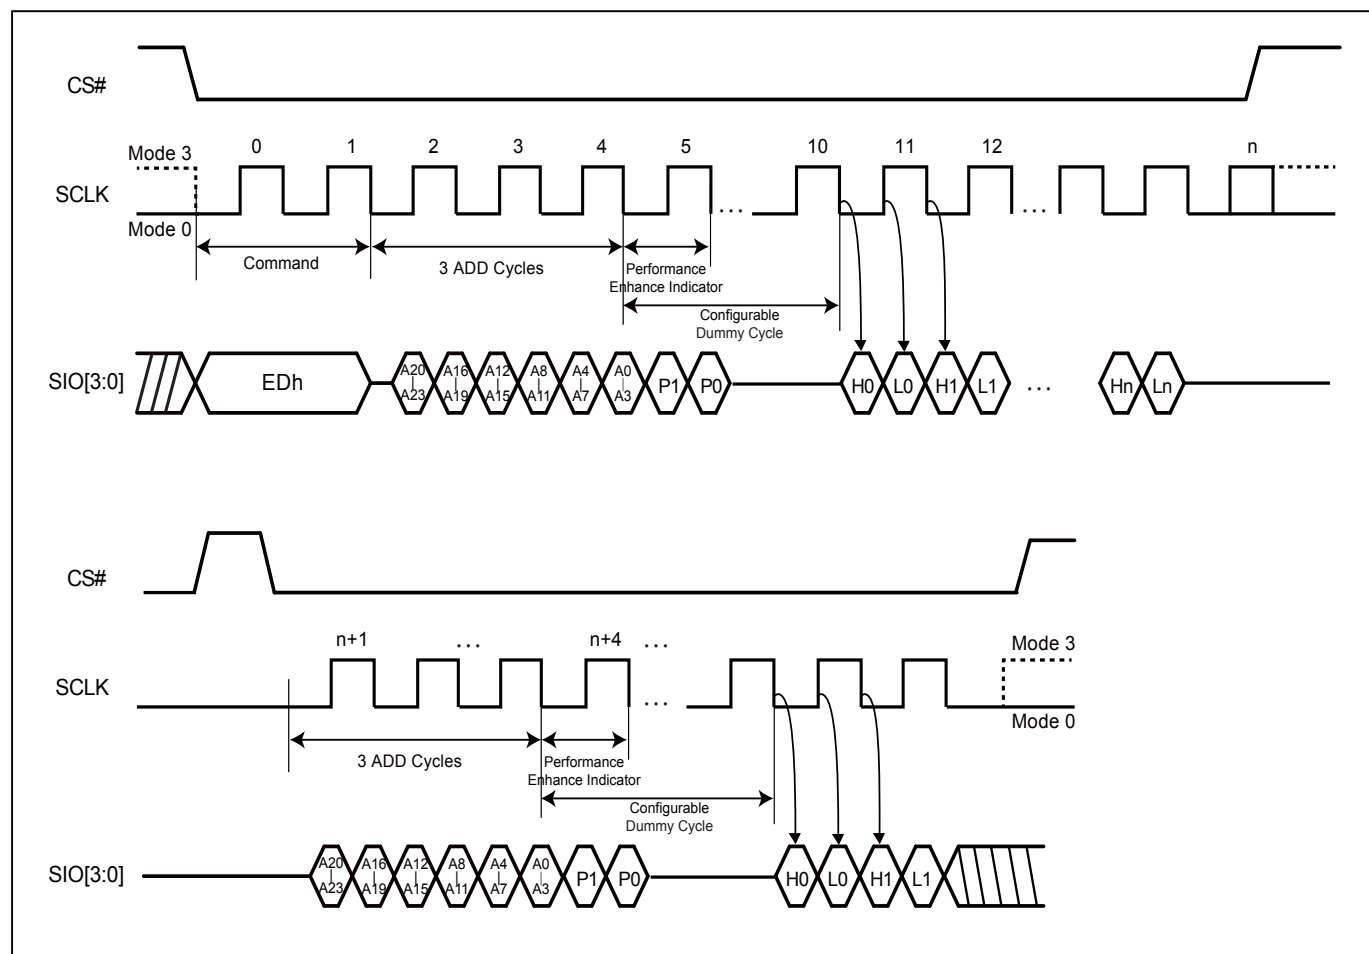 CS#
0 1 2 3 4 5 10 11 12 n
Mode 3
SCLK
Mode 0
Command
3 ADD Cycles
Performance
Enhance Indicator
Configurable
Dummy Cycle
SIO[3:0]
EDh
A20 | A23
A16 | A19
A12 | A15
A8 | A11
A4 | A7
A0 | A3
P1 P0 H0 L0 H1 L1 ... Hn Ln
CS#
n+1 ... n+4 ...
Mode 3
SCLK
...
Mode 0
3 ADD Cycles
Performance
Enhance Indicator
Configurable
Dummy Cycle
SIO[3:0]
A20 | A23
A16 | A19
A12 | A15
A8 | A11
A4 | A7
A0 | A3
P1 P0 H0 L0 H1 L1